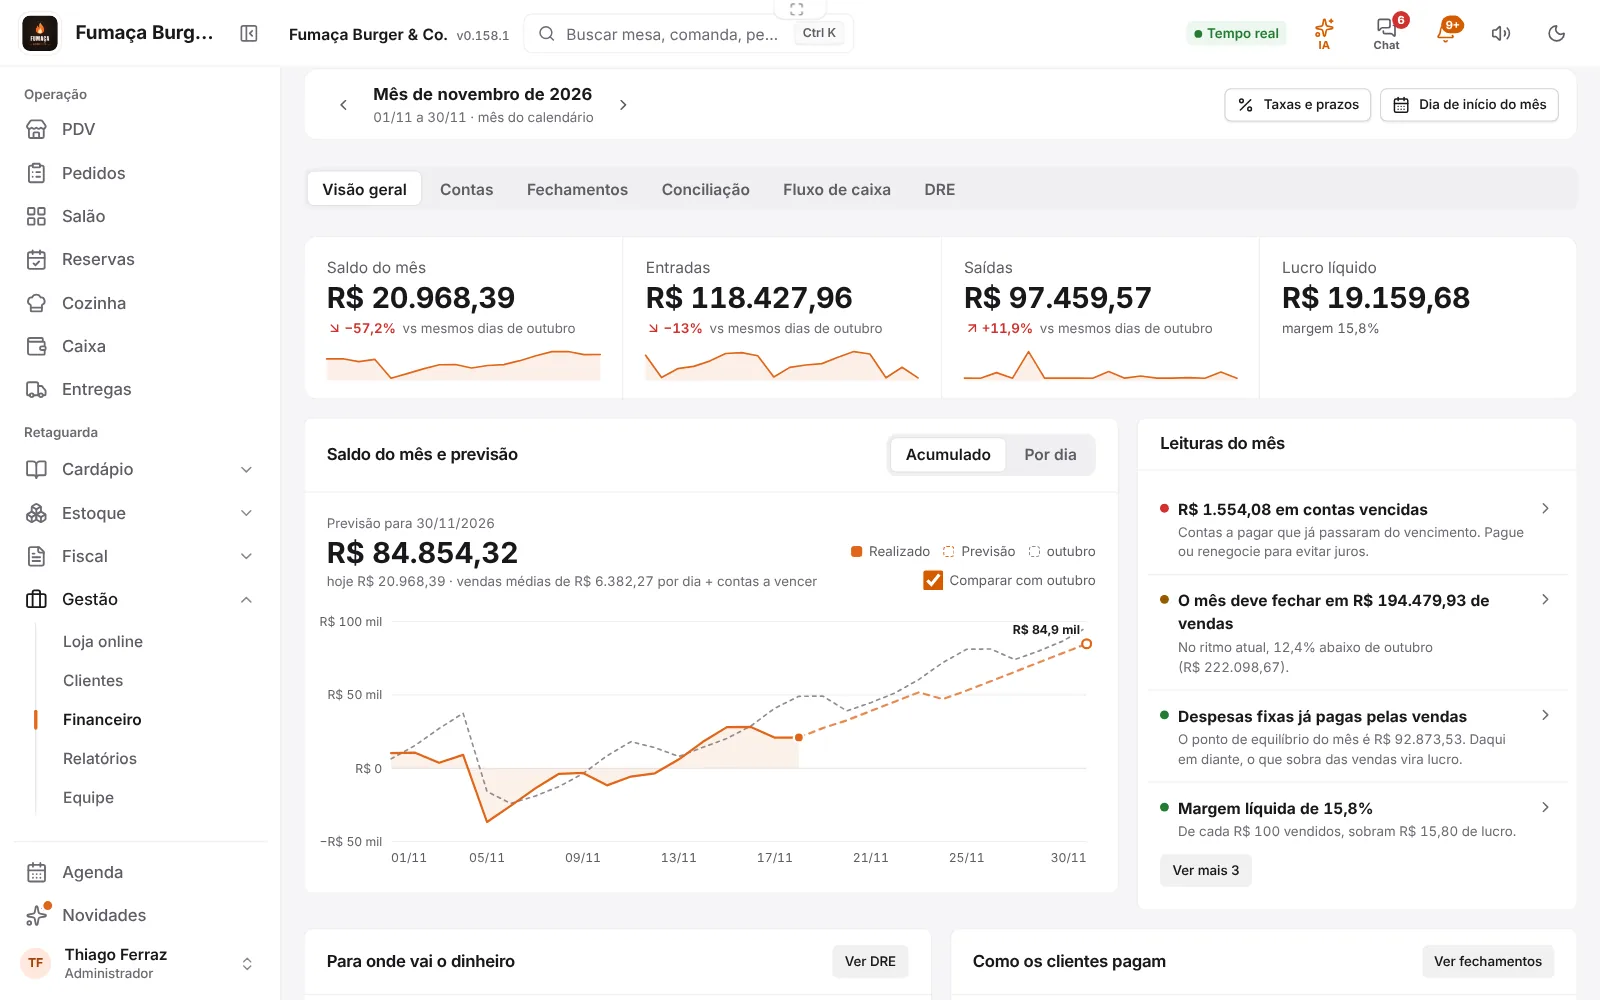 Fumaça Burg...
Fumaça Burger & Co. v0.158.1
Buscar mesa, comanda, pe... Ctrl K
Tempo real
IA
Chat
6
9+
Operação
PDV
Pedidos
Salão
Reservas
Cozinha
Caixa
Entregas
Retaguarda
Cardápio
Estoque
Fiscal
Gestão
Loja online
Clientes
Financeiro
Relatórios
Equipe
Agenda
Novidades
TF
Thiago Ferraz
Administrador
Mês de novembro de 2026
01/11 a 30/11 · mês do calendário
Taxas e prazos
Dia de início do mês
Visão geral Contas Fechamentos Conciliação Fluxo de caixa DRE
Saldo do mês
R$ 20.968,39
−57,2% vs mesmos dias de outubro
Entradas
R$ 118.427,96
−13% vs mesmos dias de outubro
Saídas
R$ 97.459,57
+11,9% vs mesmos dias de outubro
Lucro líquido
R$ 19.159,68
margem 15,8%
Saldo do mês e previsão
Acumulado Por dia
Previsão para 30/11/2026
R$ 84.854,32
hoje R$ 20.968,39 · vendas médias de R$ 6.382,27 por dia + contas a vencer
Realizado Previsão outubro
Comparar com outubro
R$ 100 mil
R$ 50 mil
R$ 0
−R$ 50 mil
R$ 84,9 mil
01/11 05/11 09/11 13/11 17/11 21/11 25/11 30/11
Leituras do mês
R$ 1.554,08 em contas vencidas
Contas a pagar que já passaram do vencimento. Pague
ou renegocie para evitar juros.
O mês deve fechar em R$ 194.479,93 de
vendas
No ritmo atual, 12,4% abaixo de outubro
(R$ 222.098,67).
Despesas fixas já pagas pelas vendas
O ponto de equilíbrio do mês é R$ 92.873,53. Daqui
em diante, o que sobra das vendas vira lucro.
Margem líquida de 15,8%
De cada R$ 100 vendidos, sobram R$ 15,80 de lucro.
Ver mais 3
Para onde vai o dinheiro
Ver DRE
Como os clientes pagam
Ver fechamentos